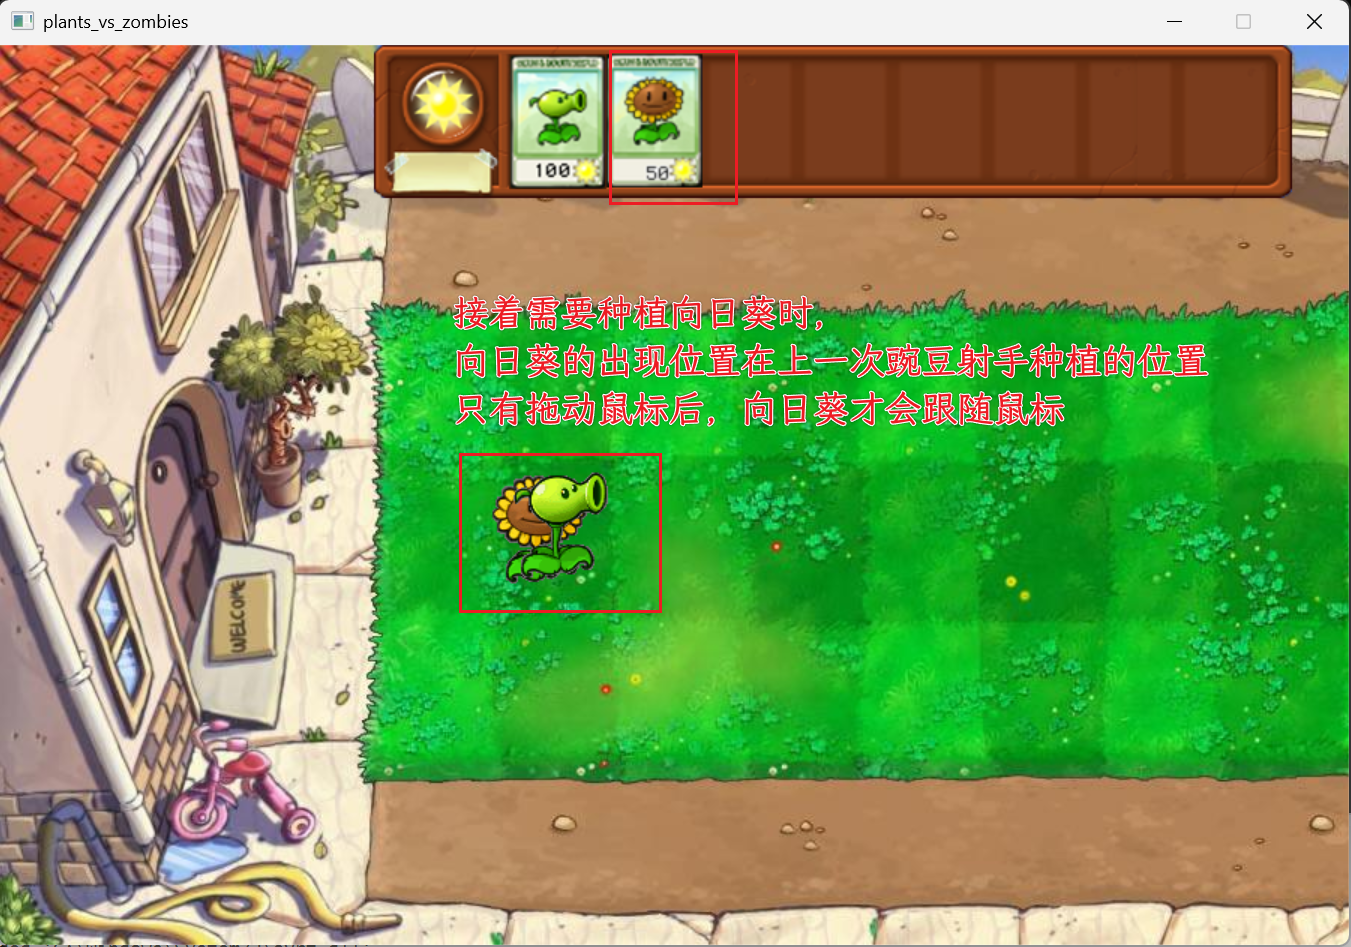 plants_vs_zombies
100
50
接着需要种植向日葵时，
向日葵的出现位置在上一次豌豆射手种植的位置
只有拖动鼠标后，向日葵才会跟随鼠标
WELCOME